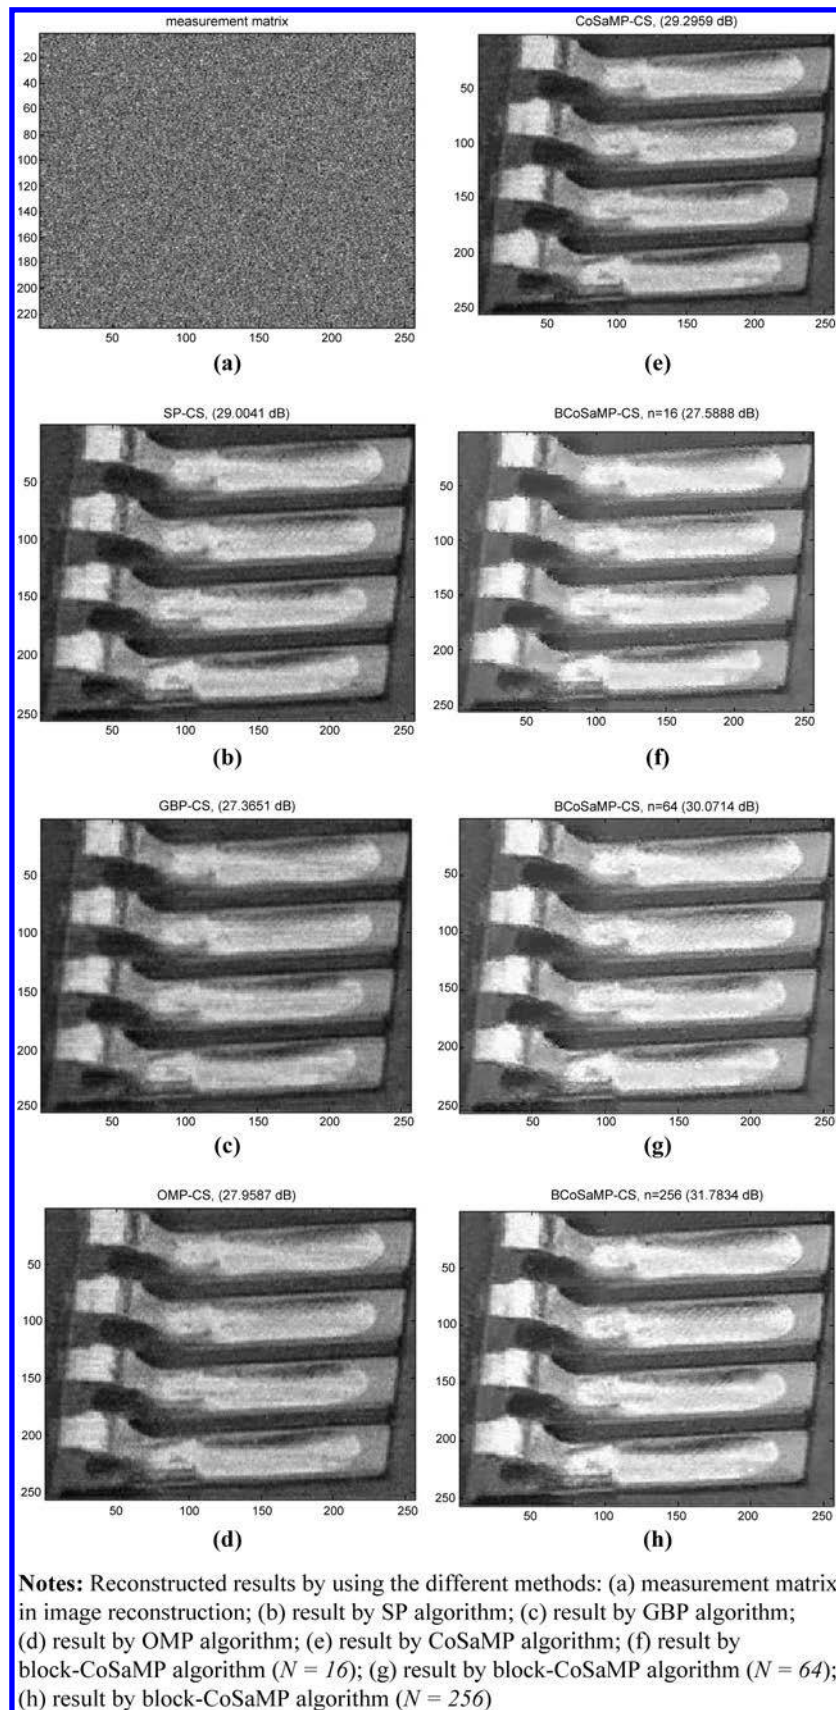 measurement matrix
20
40
60
80
100
120
140
160
180
200
220
50 100 150 200 250
(a)
CoSaMP-CS, (29.2959 dB)
50
100
150
200
250
50 100 150 200 250
(e)
SP-CS, (29.0041 dB)
50
100
150
200
250
50 100 150 200 250
(b)
BCoSaMP-CS, n=16 (27.5888 dB)
50
100
150
200
250
50 100 150 200 250
(f)
GBP-CS, (27.3651 dB)
50
100
150
200
250
50 100 150 200 250
(c)
BCoSaMP-CS, n=64 (30.0714 dB)
50
100
150
200
250
50 100 150 200 250
(g)
OMP-CS, (27.9587 dB)
50
100
150
200
250
50 100 150 200 250
(d)
BCoSaMP-CS, n=256 (31.7834 dB)
50
100
150
200
250
50 100 150 200 250
(h)
Notes: Reconstructed results by using the different methods: (a) measurement matrix
in image reconstruction; (b) result by SP algorithm; (c) result by GBP algorithm;
(d) result by OMP algorithm; (e) result by CoSaMP algorithm; (f) result by
block-CoSaMP algorithm (N = 16); (g) result by block-CoSaMP algorithm (N = 64);
(h) result by block-CoSaMP algorithm (N = 256)